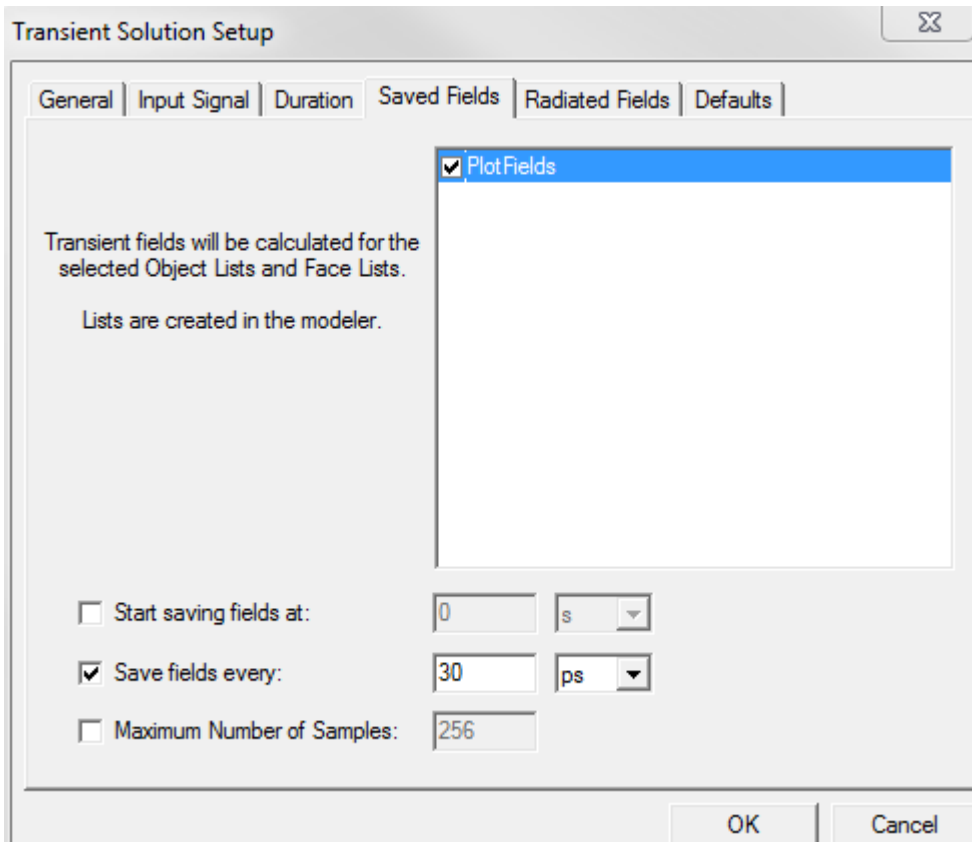 Transient Solution Setup
General Input Signal Duration Saved Fields Radiated Fields Defaults
PlotFields
Transient fields will be calculated for the
selected Object Lists and Face Lists.
Lists are created in the modeler.
Start saving fields at: 0 s
Save fields every: 30 ps
Maximum Number of Samples: 256
OK Cancel